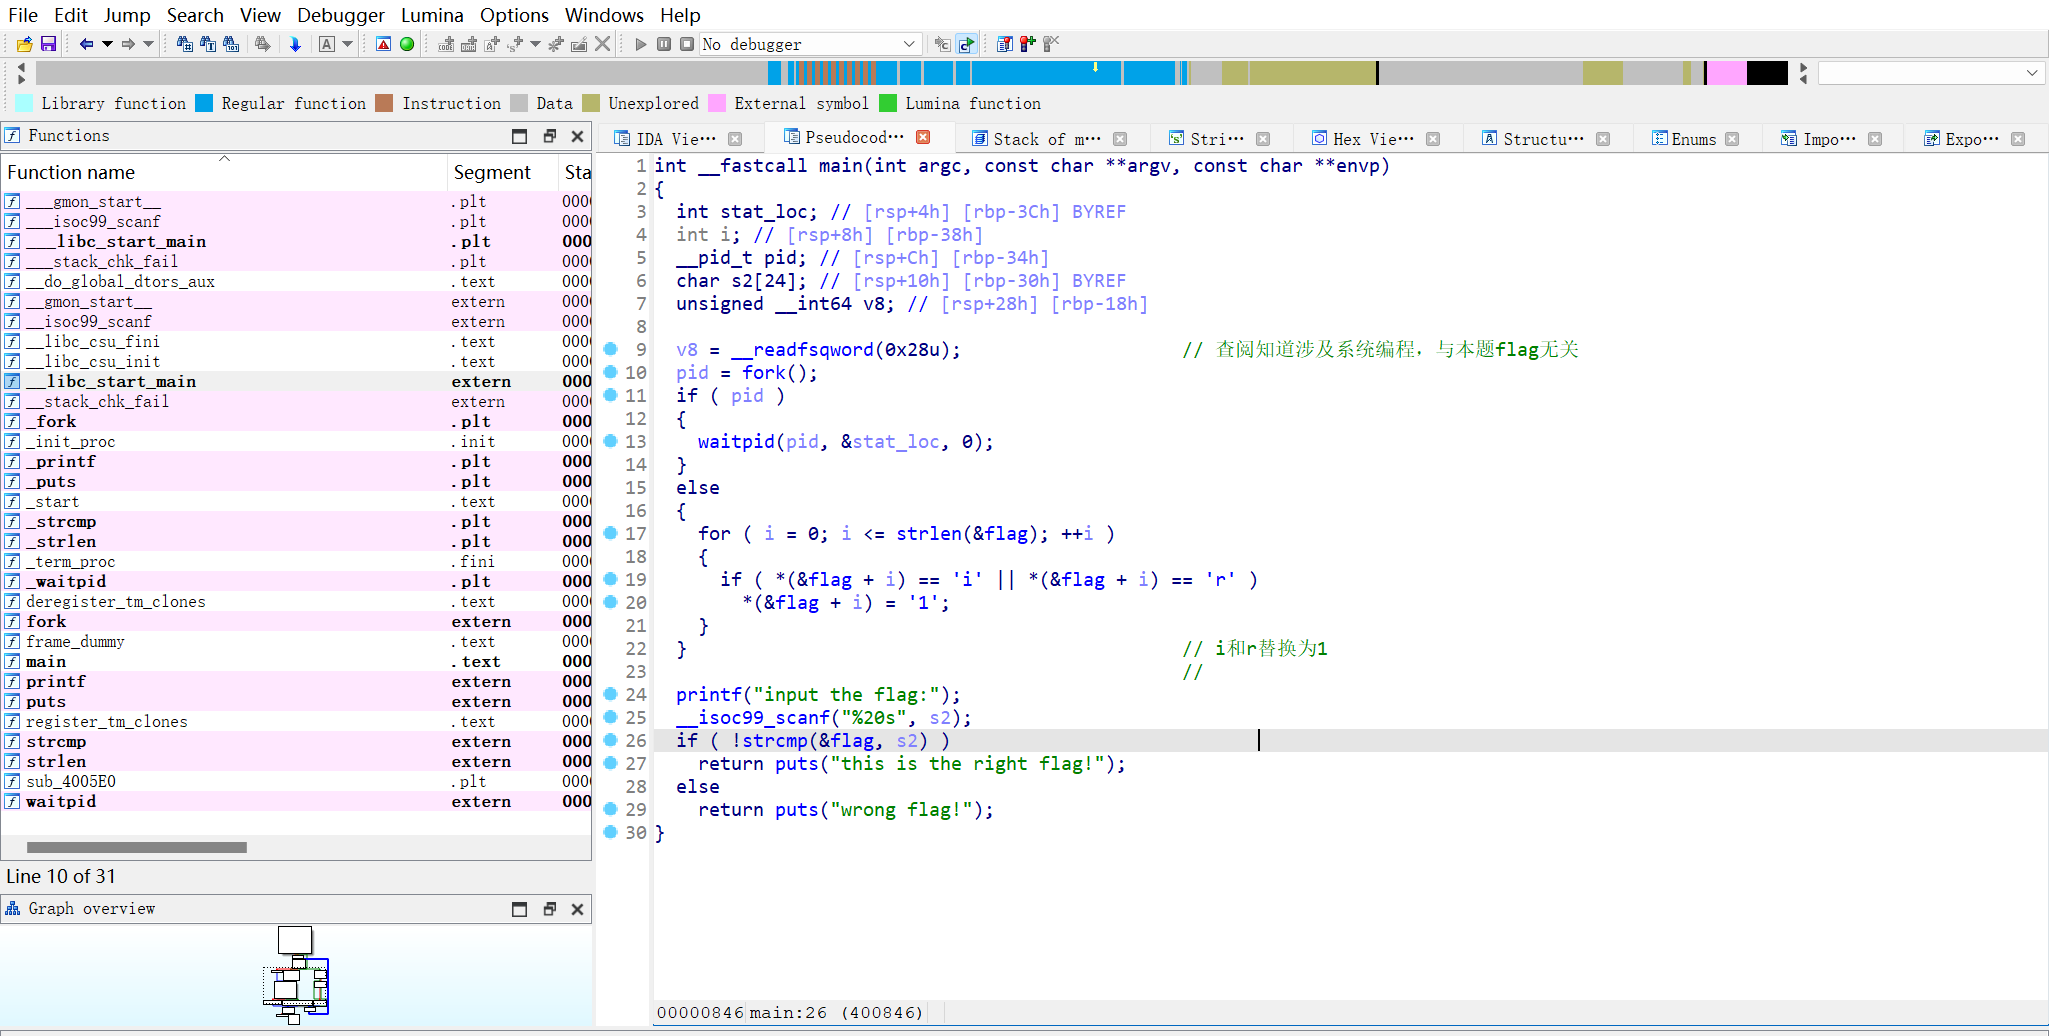 File Edit Jump Search View Debugger Lumina Options Windows Help
No debugger
Library function Regular function Instruction Data Unexplored External symbol Lumina function
Functions
Function name Segment Sta
___gmon_start__ .plt 000
___isoc99_scanf .plt 000
___libc_start_main .plt 000
___stack_chk_fail .plt 000
__do_global_dtors_aux .text 000
__gmon_start__ extern 000
__isoc99_scanf extern 000
__libc_csu_fini .text 000
__libc_csu_init .text 000
__libc_start_main extern 000
__stack_chk_fail extern 000
_fork .plt 000
_init_proc .init 000
_printf .plt 000
_puts .plt 000
_start .text 000
_strcmp .plt 000
_strlen .plt 000
_term_proc .fini 000
_waitpid .plt 000
deregister_tm_clones .text 000
fork extern 000
frame_dummy .text 000
main .text 000
printf extern 000
puts extern 000
register_tm_clones .text 000
strcmp extern 000
strlen extern 000
sub_4005E0 .plt 000
waitpid extern 000
Line 10 of 31
Graph overview
IDA Vie··· Pseudocod··· Stack of m··· Stri··· Hex Vie··· Structu··· Enums Impo··· Expo···
1 int __fastcall main(int argc, const char **argv, const char **envp)
2 {
3 int stat_loc; // [rsp+4h] [rbp-3Ch] BYREF
4 int i; // [rsp+8h] [rbp-38h]
5 __pid_t pid; // [rsp+Ch] [rbp-34h]
6 char s2[24]; // [rsp+10h] [rbp-30h] BYREF
7 unsigned __int64 v8; // [rsp+28h] [rbp-18h]
8
9 v8 = __readfsqword(0x28u); // 查阅知道涉及系统编程，与本题flag无关
10 pid = fork();
11 if ( pid )
12 {
13 waitpid(pid, &stat_loc, 0);
14 }
15 else
16 {
17 for ( i = 0; i <= strlen(&flag); ++i )
18 {
19 if ( *(&flag + i) == 'i' || *(&flag + i) == 'r' )
20 *(&flag + i) = '1';
21 }
22 } // i和r替换为1
23 //
24 printf("input the flag:");
25 __isoc99_scanf("%20s", s2);
26 if ( !strcmp(&flag, s2) )
27 return puts("this is the right flag!");
28 else
29 return puts("wrong flag!");
30 }
00000846 main:26 (400846)